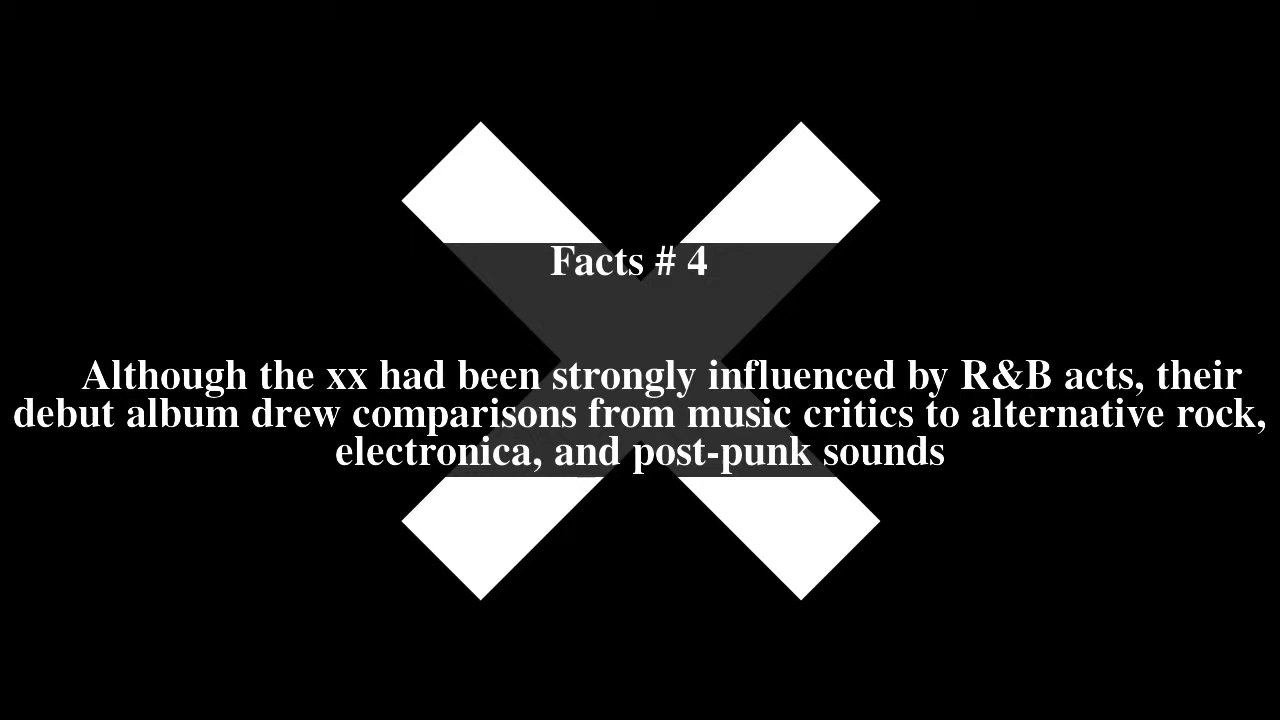 Facts # 4
Although the xx had been strongly influenced by R&B acts, their
debut album drew comparisons from music critics to alternative rock,
electronica, and post-punk sounds